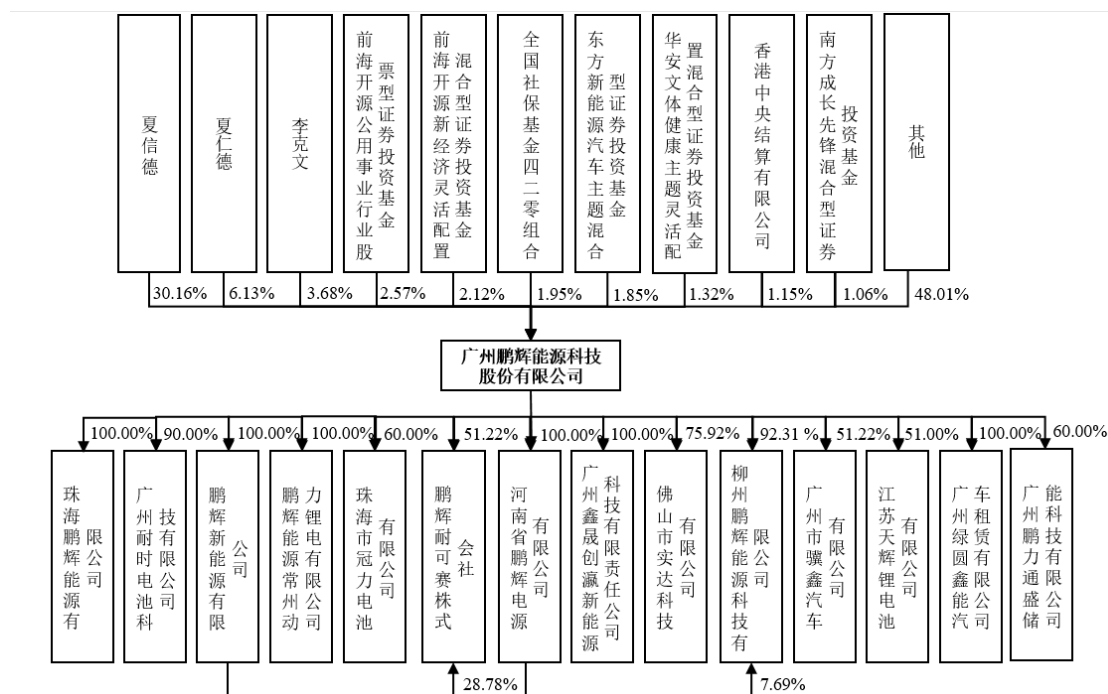 夏信德
夏仁德
李克文
前海开源公用事业行业股
票型证券投资基金
前海开源新经济灵活配置
混合型证券投资基金
全国社保基金四二零组合
东方新能源汽车主题混合
型证券投资基金
华安文体健康主题灵活配
置混合型证券投资基金
香港中央结算有限公司
南方成长先锋混合型证券
投资基金
其他
30.16%
6.13%
3.68%
2.57%
2.12%
1.95%
1.85%
1.32%
1.15%
1.06%
48.01%
广州鹏辉能源科技
股份有限公司
100.00%
90.00%
100.00%
100.00%
60.00%
51.22%
100.00%
100.00%
75.92%
92.31 %
51.22%
51.00%
100.00%
60.00%
珠海鹏辉能源有
限公司
广州耐时电池科
技有限公司
鹏辉新能源有限
公司
鹏辉能源常州动
力锂电有限公司
珠海市冠力电池
有限公司
鹏辉耐可赛株式
会社
河南省鹏辉电源
有限公司
广州鑫晟创瀛新能源
科技有限责任公司
佛山市实达科技
有限公司
柳州鹏辉能源科技有
限公司
广州市骥鑫汽车
有限公司
江苏天辉锂电池
有限公司
广州绿圆鑫能汽
车租赁有限公司
广州鹏力通盛储
能科技有限公司
28.78%
7.69%